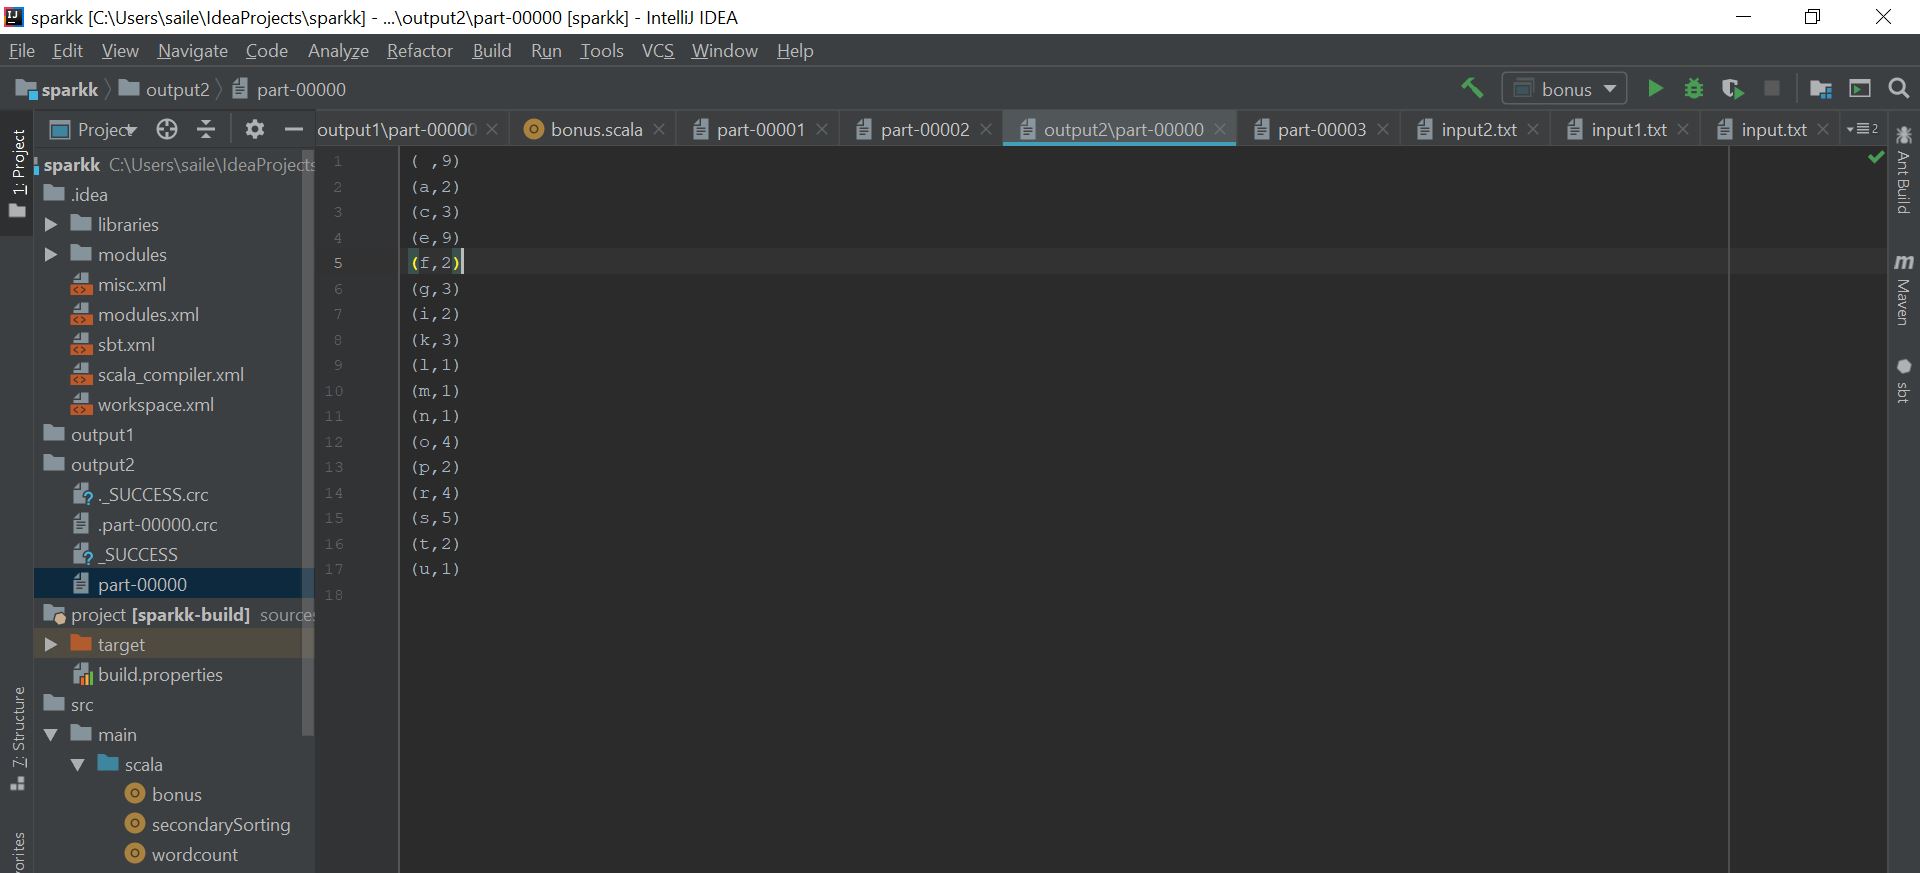 sparkk [C:\Users\saile\IdeaProjects\sparkk] - ...\output2\part-00000 [sparkk] - IntelliJ IDEA
File Edit View Navigate Code Analyze Refactor Build Run Tools VCS Window Help
sparkk output2 part-00000
bonus
Project
output1\part-00000 bonus.scala part-00001 part-00002 output2\part-00000 part-00003 input2.txt input1.txt input.txt 2
1: Project
sparkk C:\Users\saile\IdeaProjects
.idea
libraries
modules
misc.xml
modules.xml
sbt.xml
scala_compiler.xml
workspace.xml
output1
output2
._SUCCESS.crc
.part-00000.crc
_SUCCESS
part-00000
project [sparkk-build] sources
target
build.properties
src
main
scala
bonus
secondarySorting
wordcount
7: Structure
vorites
1 ( ,9)
2 (a,2)
3 (c,3)
4 (e,9)
5 (f,2)
6 (g,3)
7 (i,2)
8 (k,3)
9 (l,1)
10 (m,1)
11 (n,1)
12 (o,4)
13 (p,2)
14 (r,4)
15 (s,5)
16 (t,2)
17 (u,1)
18
Ant Build
m Maven
sbt